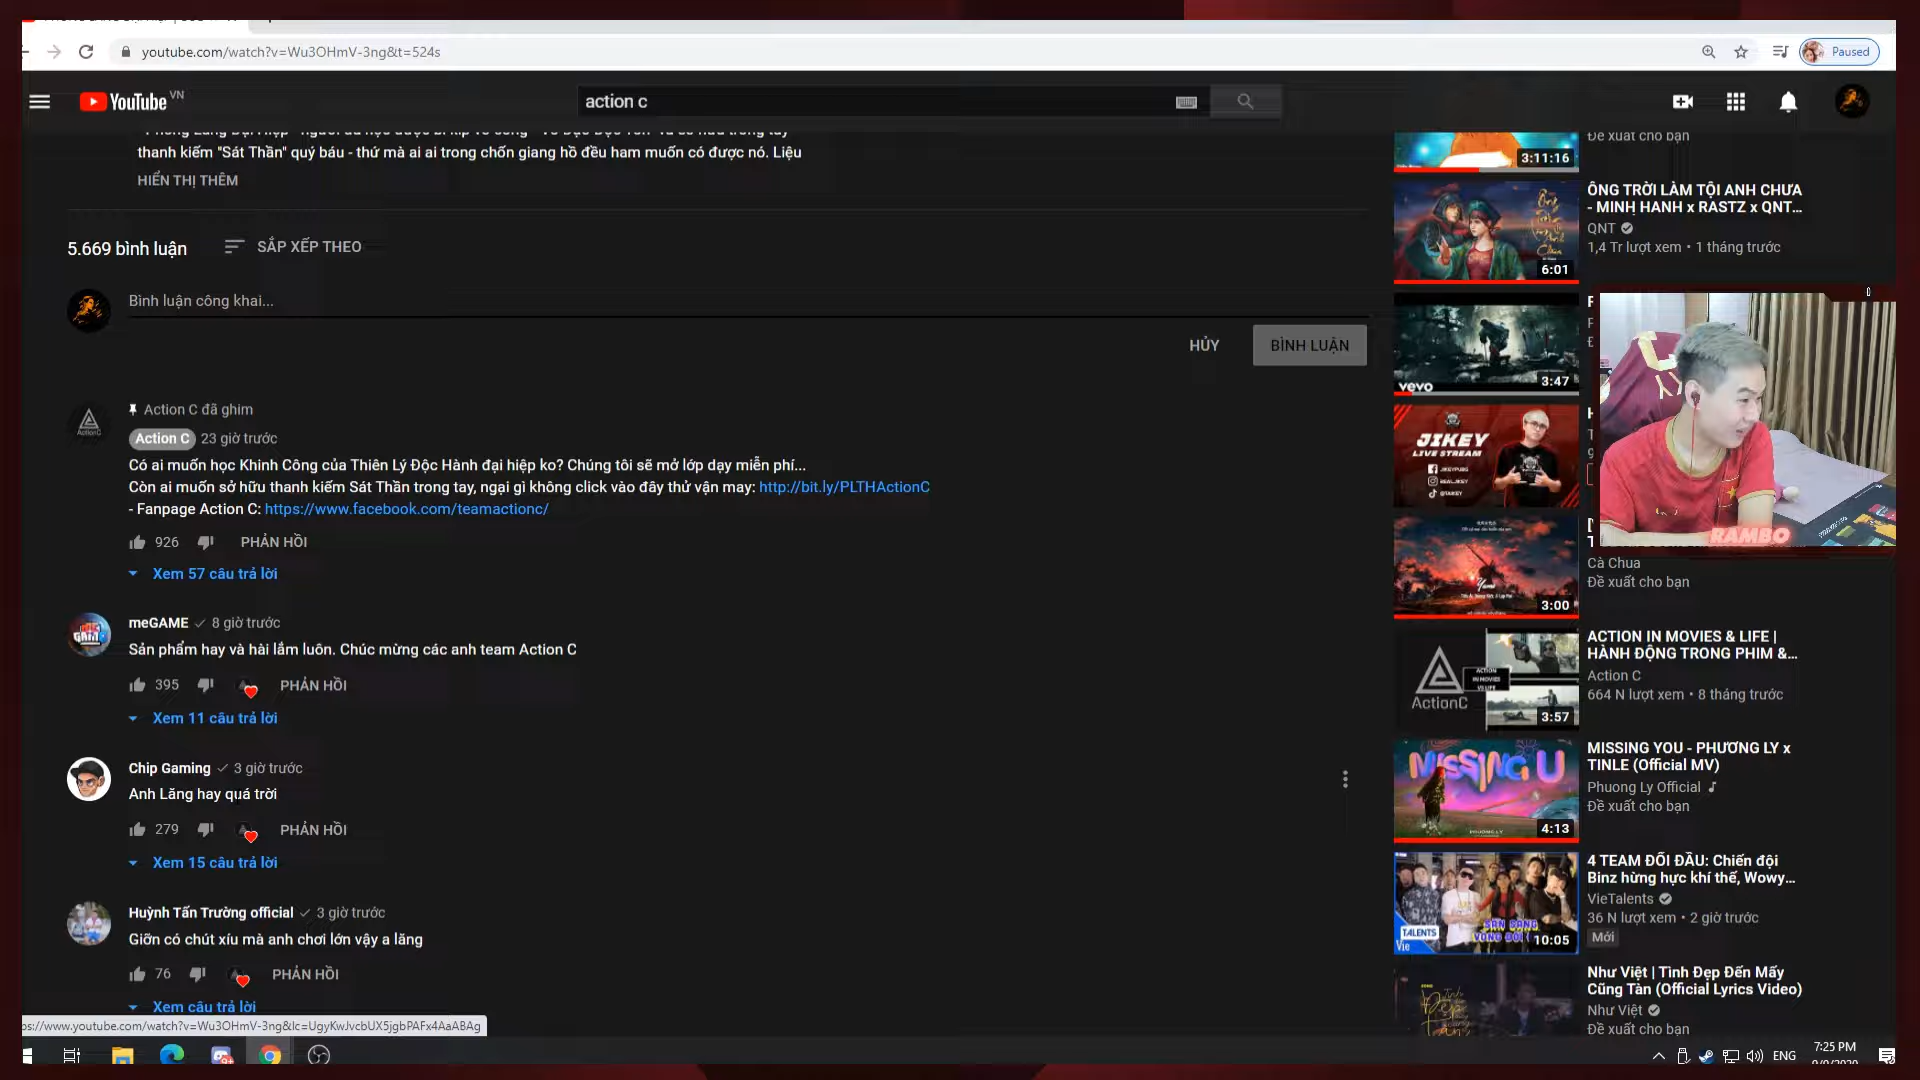 youtube.com/watch?v=Wu3OHmV-3ng&t=524s
Paused
YouTube VN
action c
thanh kiếm "Sát Thần" quý báu - thứ mà ai ai trong chốn giang hồ đều ham muốn có được nó. Liệu
HIỂN THỊ THÊM
5.669 bình luận
SẮP XẾP THEO
Bình luận công khai...
HỦY
BÌNH LUẬN
Action C đã ghim
Action C 23 giờ trước
Có ai muốn học Khinh Công của Thiên Lý Độc Hành đại hiệp ko? Chúng tôi sẽ mở lớp dạy miễn phí...
Còn ai muốn sở hữu thanh kiếm Sát Thần trong tay, ngại gì không click vào đây thử vận may: http://bit.ly/PLTHActionC
- Fanpage Action C: https://www.facebook.com/teamactionc/
926 PHẢN HỒI
Xem 57 câu trả lời
meGAME 8 giờ trước
Sản phẩm hay và hài lắm luôn. Chúc mừng các anh team Action C
395 PHẢN HỒI
Xem 11 câu trả lời
Chip Gaming 3 giờ trước
Anh Lăng hay quá trời
279 PHẢN HỒI
Xem 15 câu trả lời
Huỳnh Tấn Trường official 3 giờ trước
Giỡn có chút xíu mà anh chơi lớn vậy a lăng
76 PHẢN HỒI
Xem câu trả lời
ps://www.youtube.com/watch?v=Wu3OHmV-3ng&lc=UgyKwJvcbUX5jgbPAFx4AaABAg
3:11:16
Đề xuất cho bạn
6:01
ÔNG TRỜI LÀM TỘI ANH CHƯA
- MINH HANH x RASTZ x QNT...
QNT
1,4 Tr lượt xem • 1 tháng trước
vevo
3:47
JIKEY
LIVE STREAM
RAMBO
Yumi
3:00
Cà Chua
Đề xuất cho bạn
ActionC
3:57
ACTION IN MOVIES & LIFE |
HÀNH ĐỘNG TRONG PHIM &...
Action C
664 N lượt xem • 8 tháng trước
MISSING U
4:13
MISSING YOU - PHƯƠNG LY x
TINLE (Official MV)
Phuong Ly Official
Đề xuất cho bạn
TALENTS
Vie
10:05
4 TEAM ĐỐI ĐẦU: Chiến đội
Binz hừng hực khí thế, Wowy...
VieTalents
36 N lượt xem • 2 giờ trước
Mới
Như Việt | Tình Đẹp Đến Mấy
Cũng Tàn (Official Lyrics Video)
Như Việt
Đề xuất cho bạn
ENG
7:25 PM